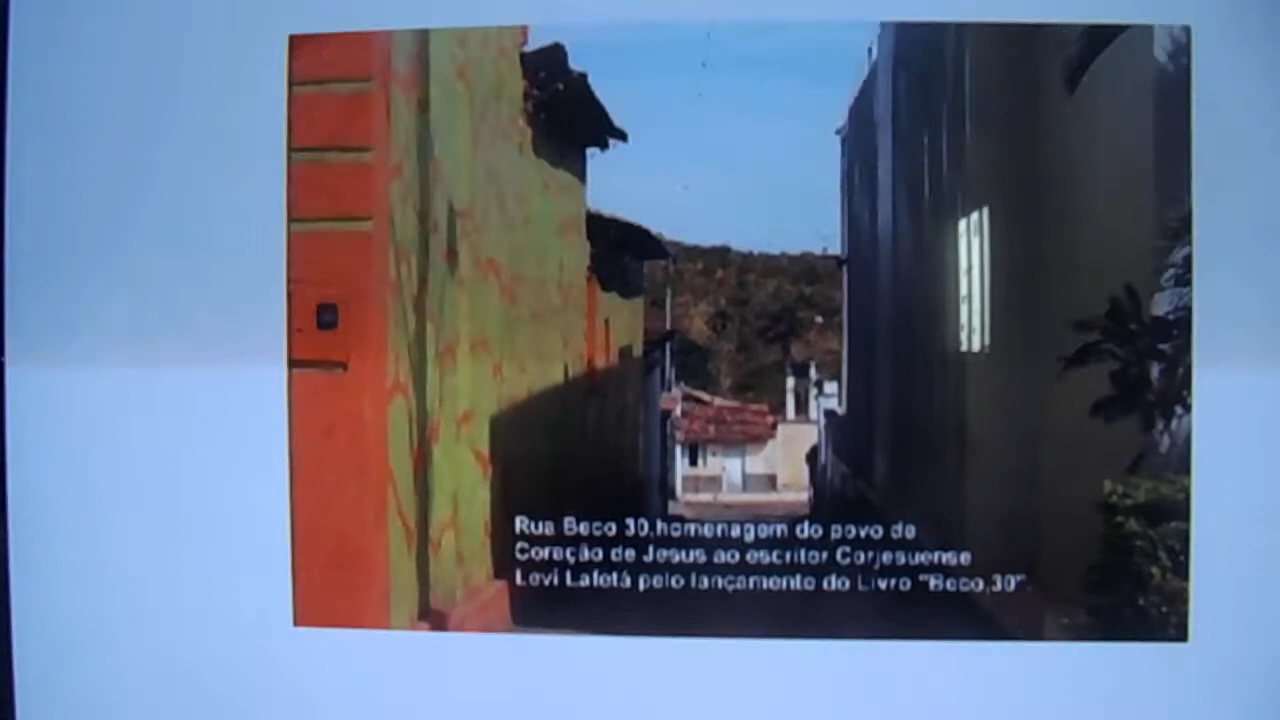 Rua Beco 30,homenagem do povo de
Coração de Jesus ao escritor Corjesuense
Levi Lafetá pelo lançamento do Livro "Beco,30".